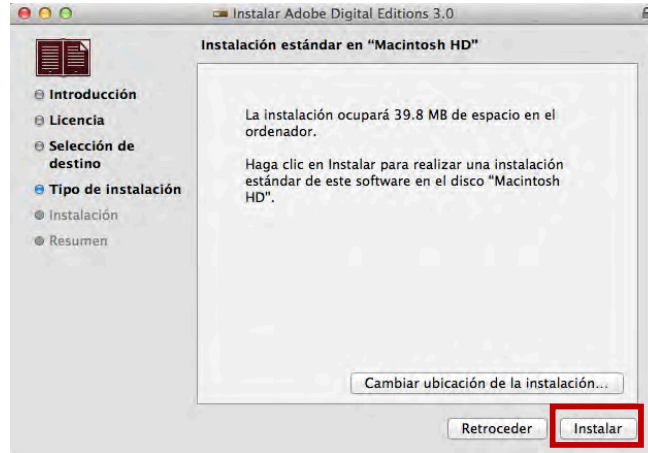 Instalar Adobe Digital Editions 3.0
Instalación estándar en “Macintosh HD”
Introducción
Licencia
Selección de
destino
Tipo de instalación
Instalación
Resumen
La instalación ocupará 39.8 MB de espacio en el
ordenador.
Haga clic en Instalar para realizar una instalación
estándar de este software en el disco “Macintosh
HD”.
Cambiar ubicación de la instalación...
Retroceder
Instalar